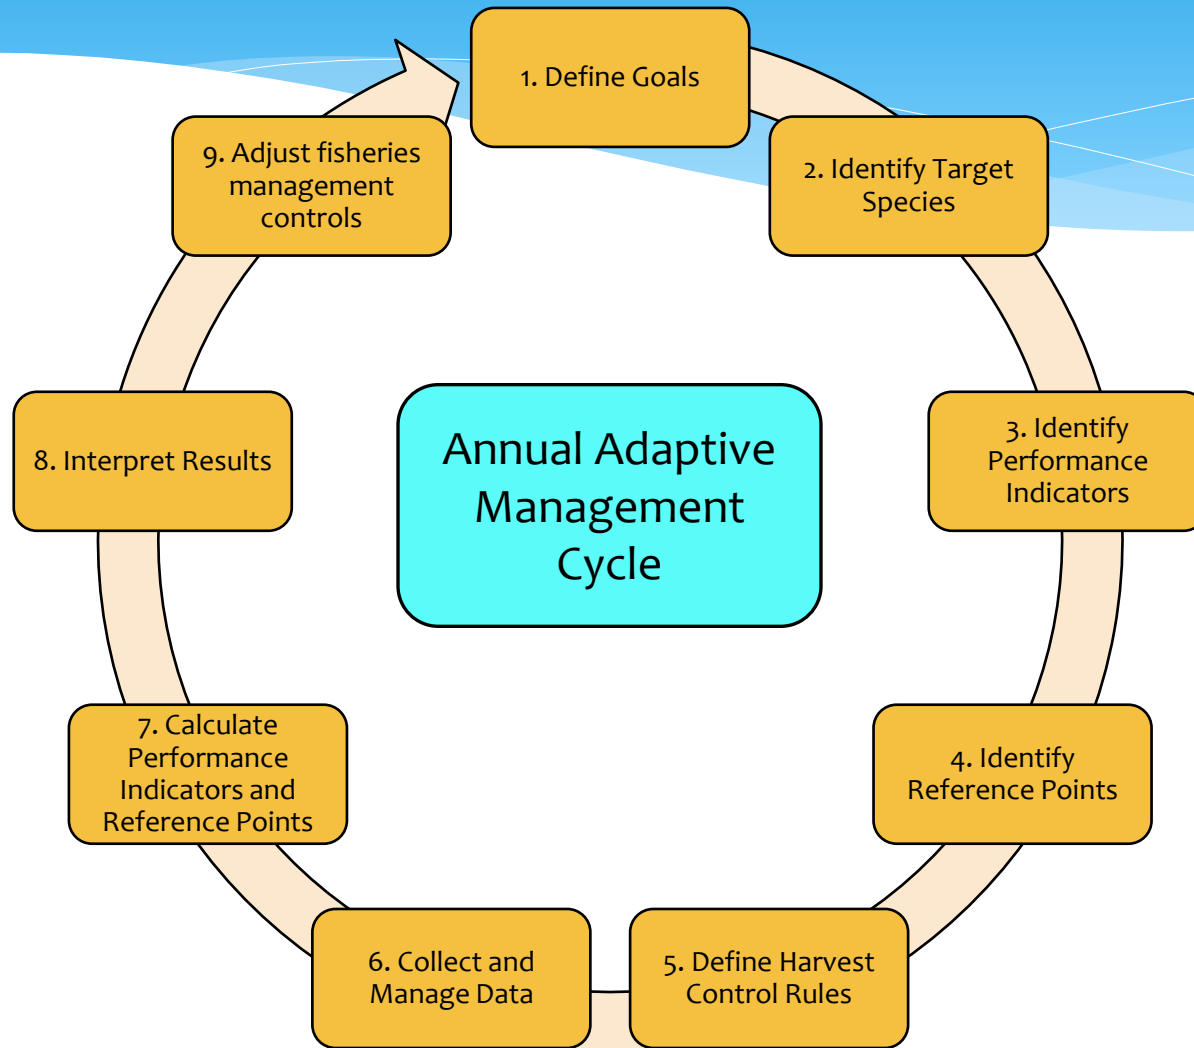 1. Define Goals
2. Identify Target
Species
3. Identify
Performance
Indicators
4. Identify
Reference Points
5. Define Harvest
Control Rules
6. Collect and
Manage Data
7. Calculate
Performance
Indicators and
Reference Points
8. Interpret Results
9. Adjust fisheries
management
controls
Annual Adaptive
Management
Cycle